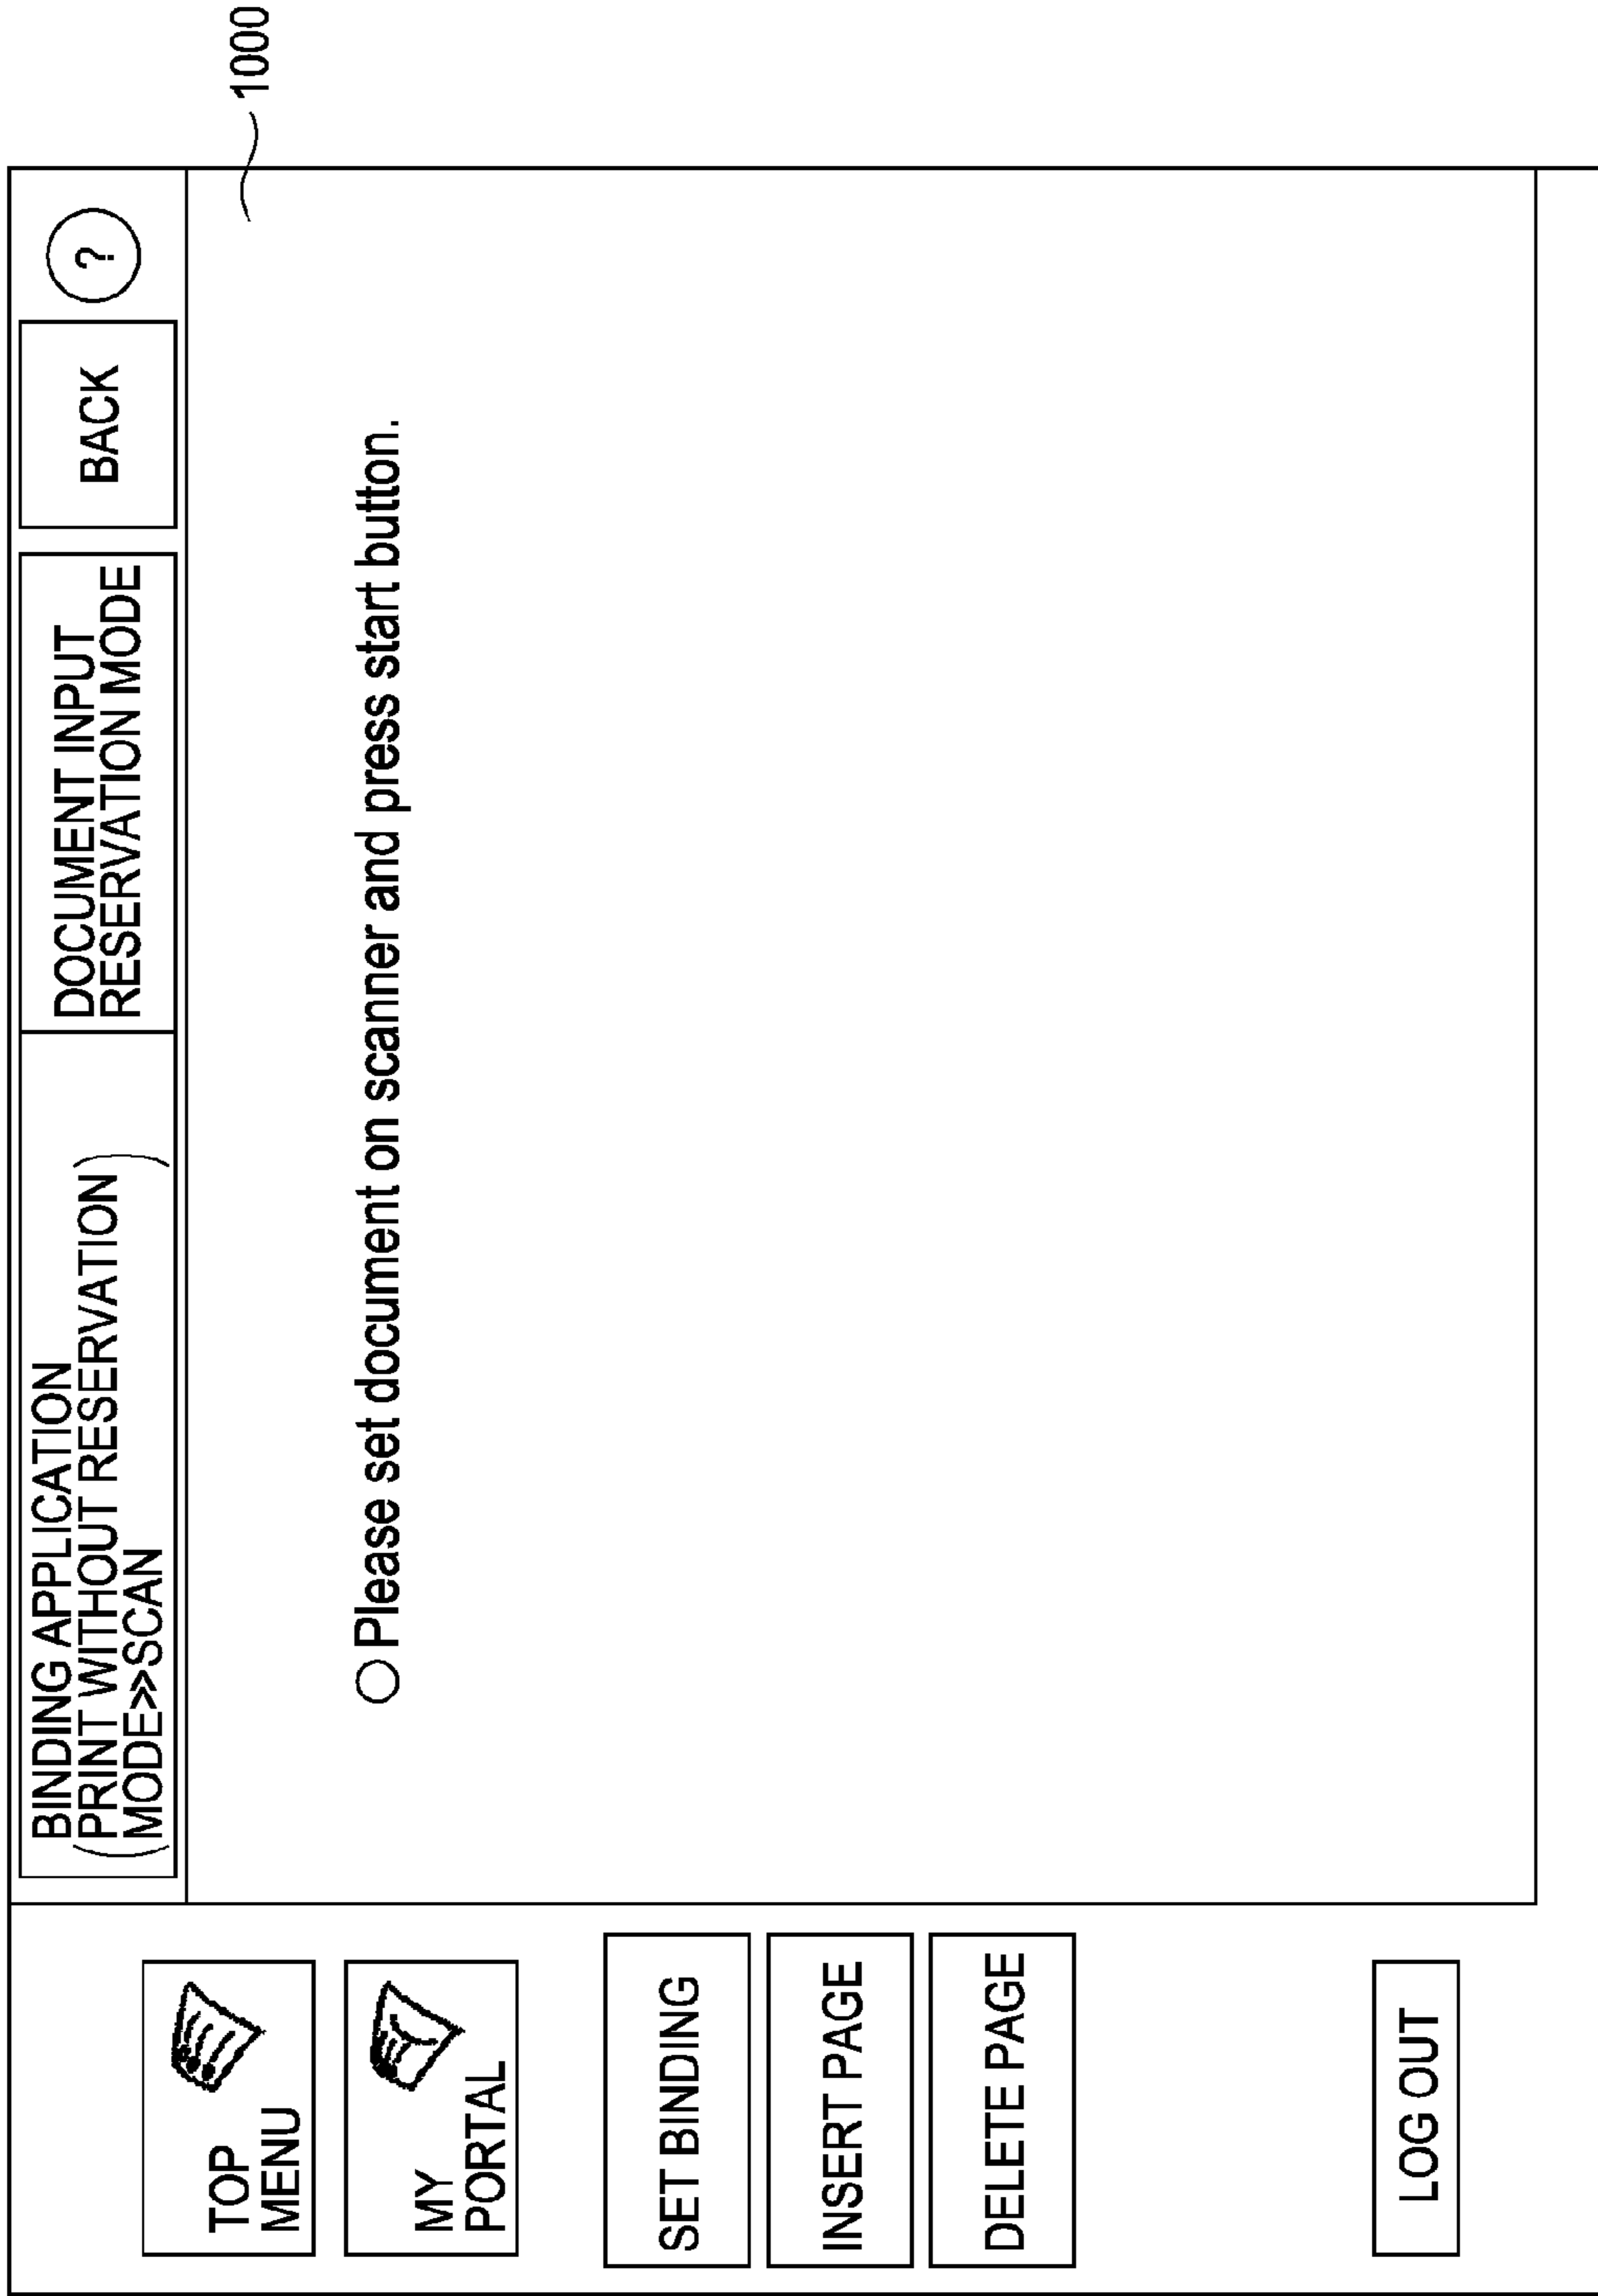 1000
BINDING APPLICATION
(PRINT WITHOUT RESERVATION)
MODE>>SCAN
DOCUMENT INPUT
RESERVATION MODE
BACK
?
TOP
MENU
MY
PORTAL
SET BINDING
INSERT PAGE
DELETE PAGE
LOG OUT
○Please set document on scanner and press start button.